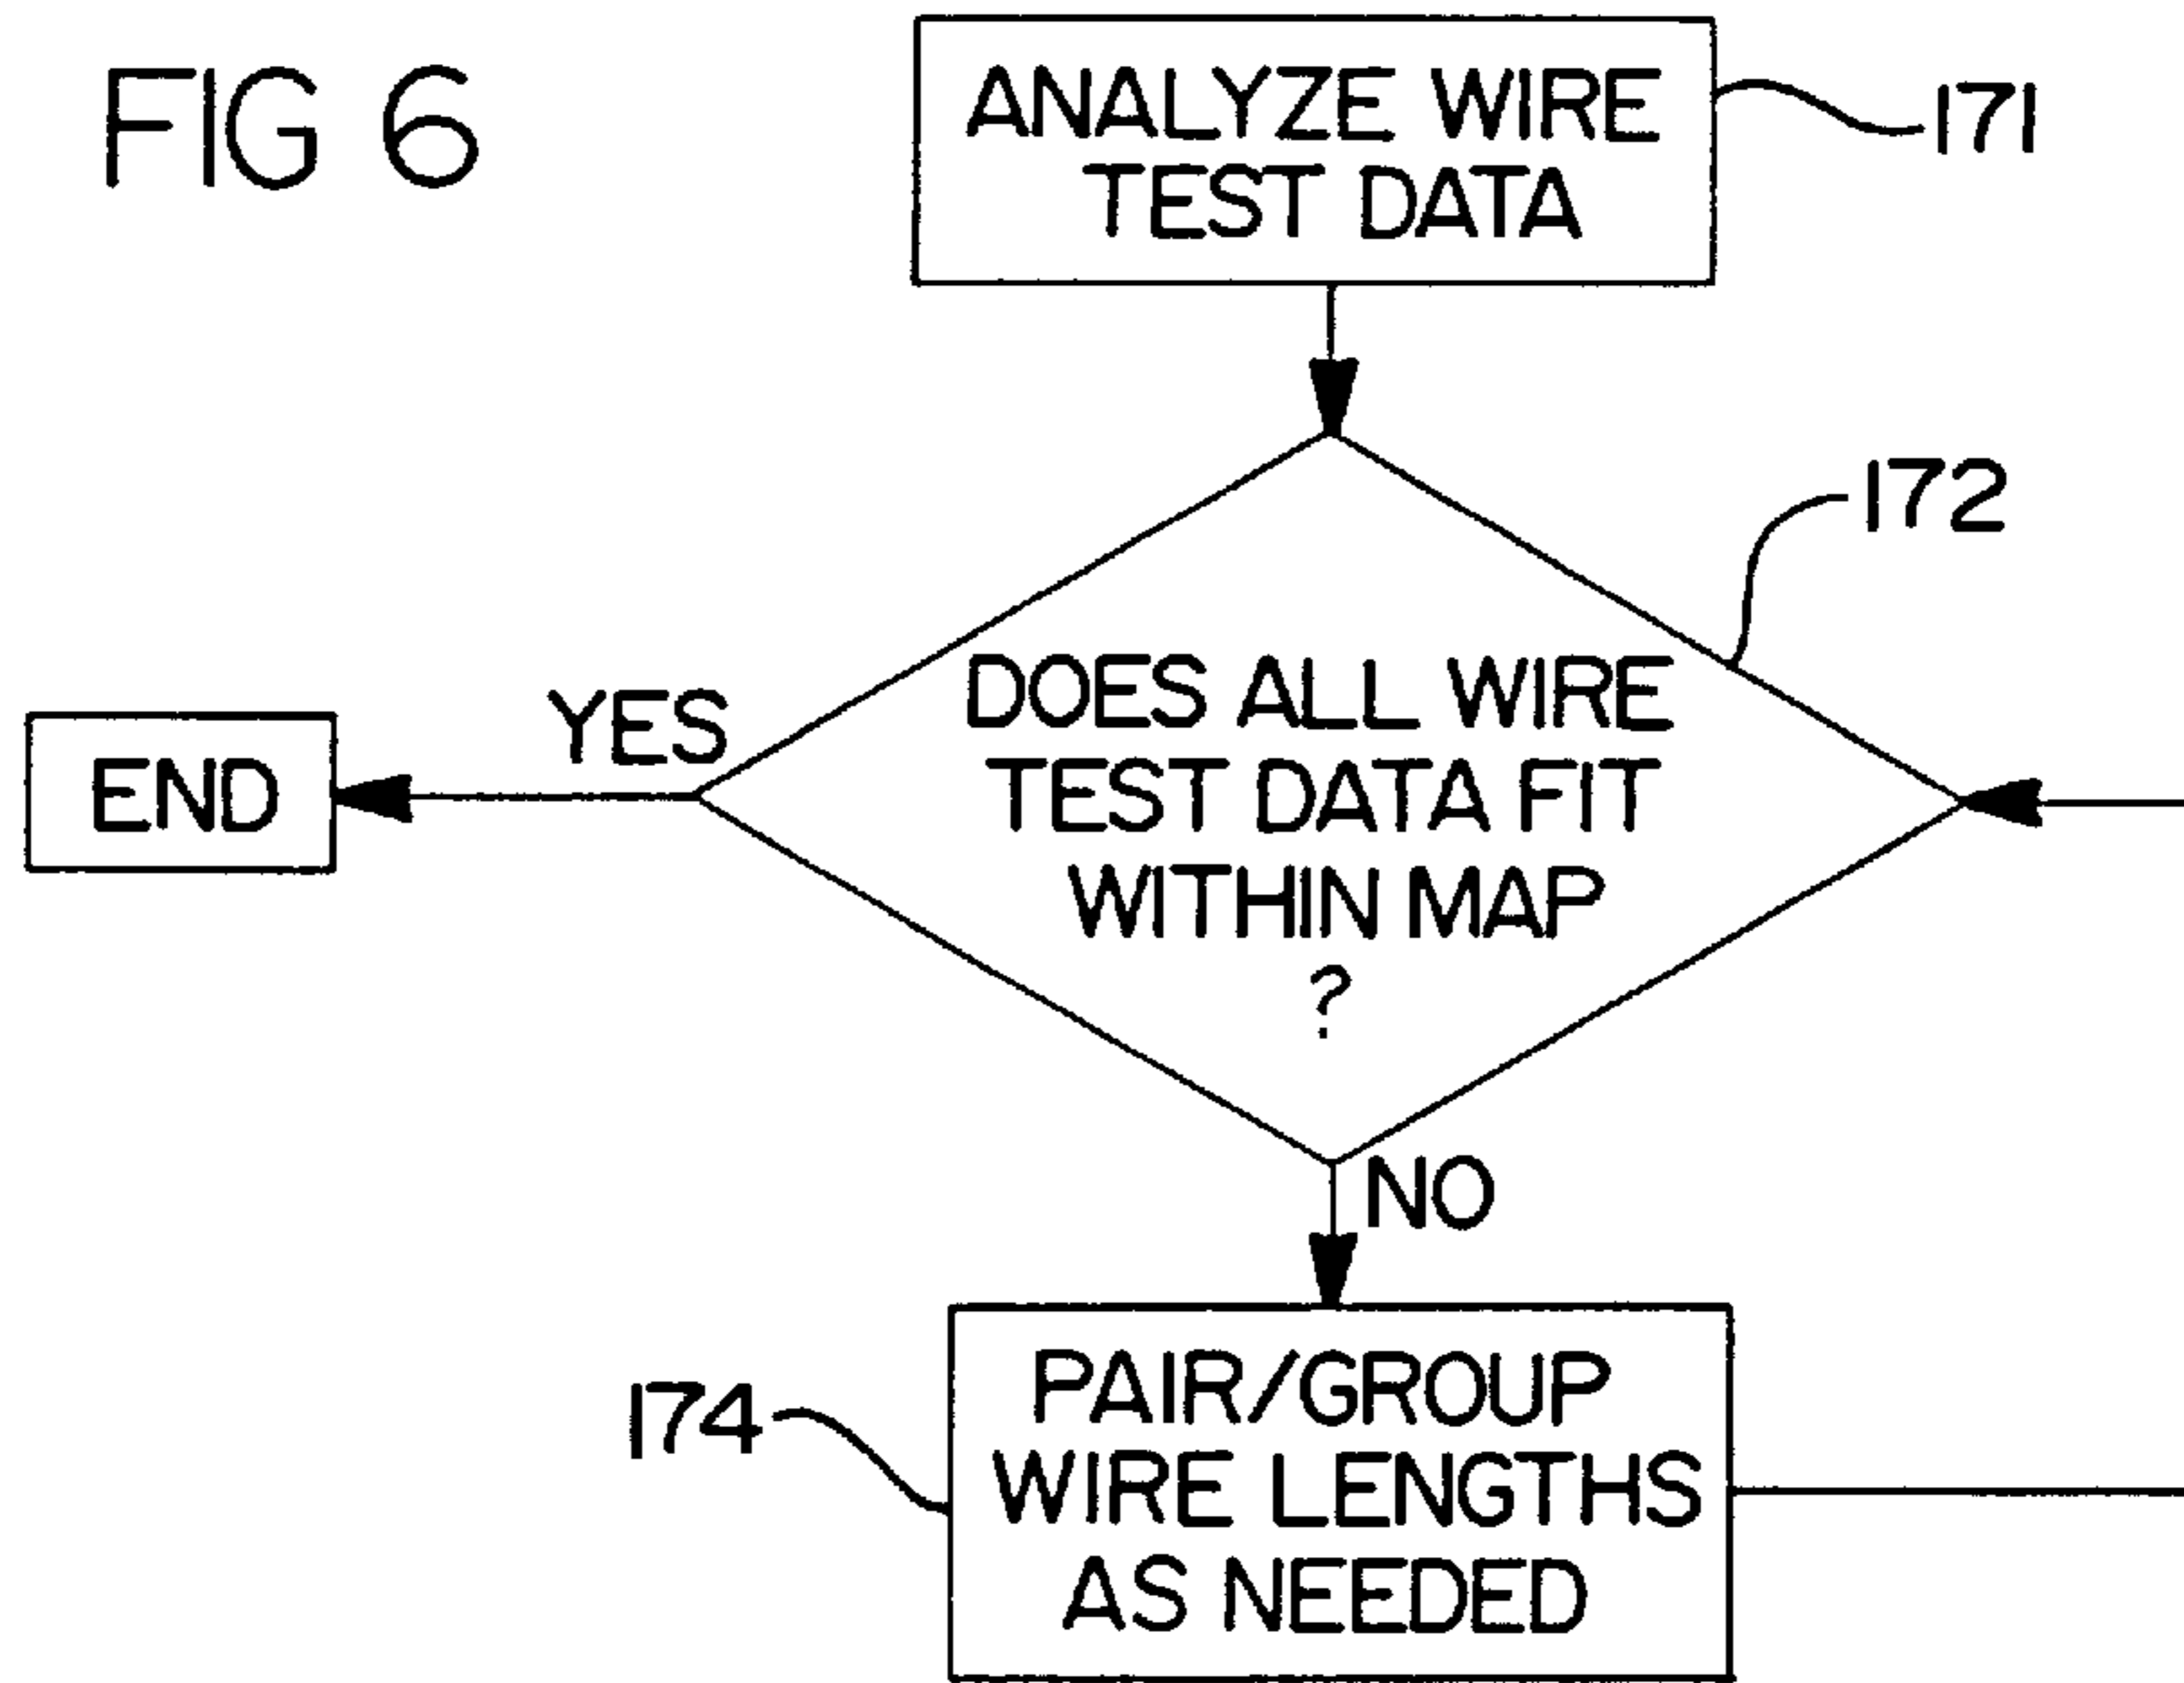 FIG 6
ANALYZE WIRE
TEST DATA
171
172
DOES ALL WIRE
TEST DATA FIT
WITHIN MAP
?
YES
END
NO
174
PAIR/GROUP
WIRE LENGTHS
AS NEEDED